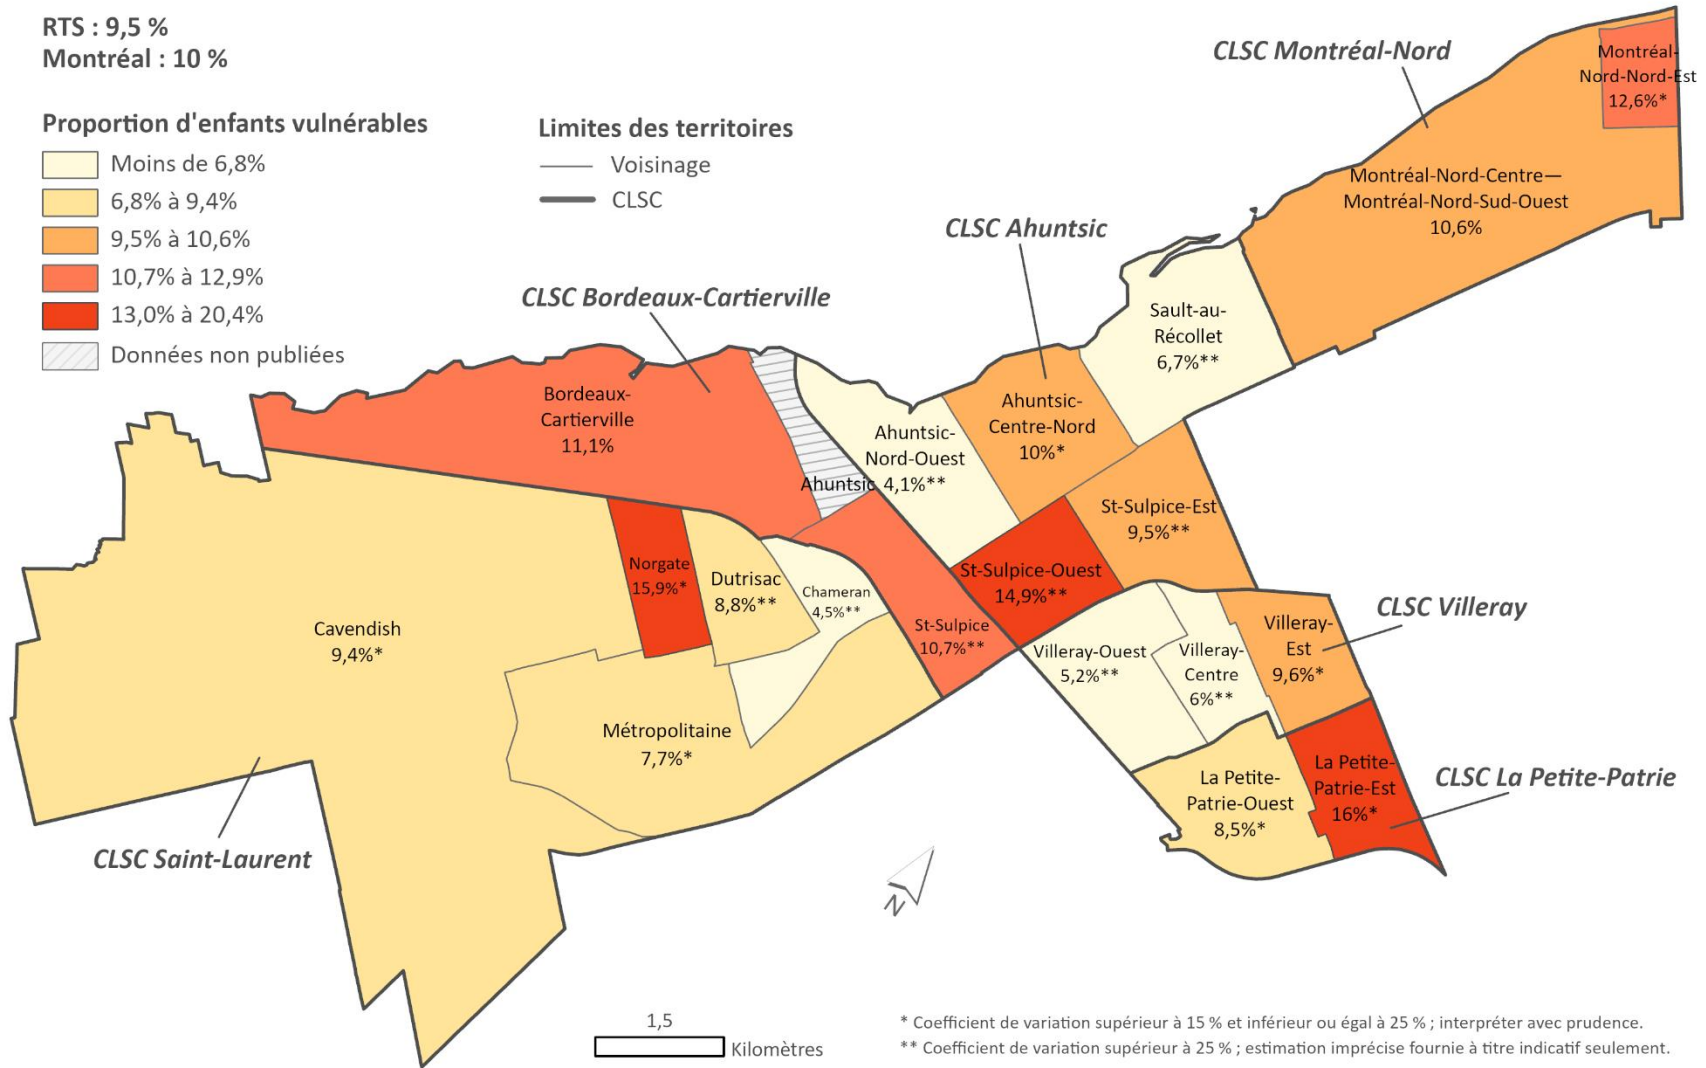 RTS : 9,5 %
Montréal : 10 %
Proportion d'enfants vulnérables
Moins de 6,8%
6,8% à 9,4%
9,5% à 10,6%
10,7% à 12,9%
13,0% à 20,4%
Données non publiées
Limites des territoires
Voisinage
CLSC
CLSC Montréal-Nord
Montréal-
Nord-Nord-Est
12,6%*
Montréal-Nord-Centre—
Montréal-Nord-Sud-Ouest
10,6%
CLSC Ahuntsic
Sault-au-
Récollet
6,7%**
Ahuntsic-
Centre-Nord
10%*
Ahuntsic-
Nord-Ouest
4,1%**
St-Sulpice-Est
9,5%**
St-Sulpice-Ouest
14,9%**
CLSC Bordeaux-Cartierville
Bordeaux-
Cartierville
11,1%
Ahuntsic
St-Sulpice
10,7%**
Norgate
15,9%*
Dutrisac
8,8%**
Chameran
4,5%**
Cavendish
9,4%*
Métropolitaine
7,7%*
CLSC Saint-Laurent
CLSC Villeray
Villeray-Ouest
5,2%**
Villeray-
Centre
6%**
Villeray-
Est
9,6%*
CLSC La Petite-Patrie
La Petite-
Patrie-Ouest
8,5%*
La Petite-
Patrie-Est
16%*
N
1,5
Kilomètres
* Coefficient de variation supérieur à 15 % et inférieur ou égal à 25 % ; interpréter avec prudence.
** Coefficient de variation supérieur à 25 % ; estimation imprécise fournie à titre indicatif seulement.